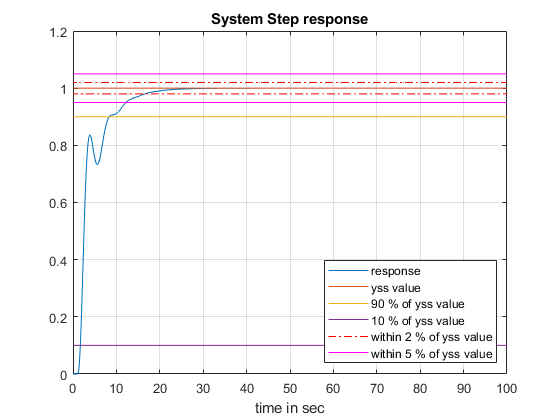 System Step response
1.2
1
0.8
0.6
0.4
0.2
0
0 10 20 30 40 50 60 70 80 90 100
time in sec
response
yss value
90 % of yss value
10 % of yss value
within 2 % of yss value
within 5 % of yss value